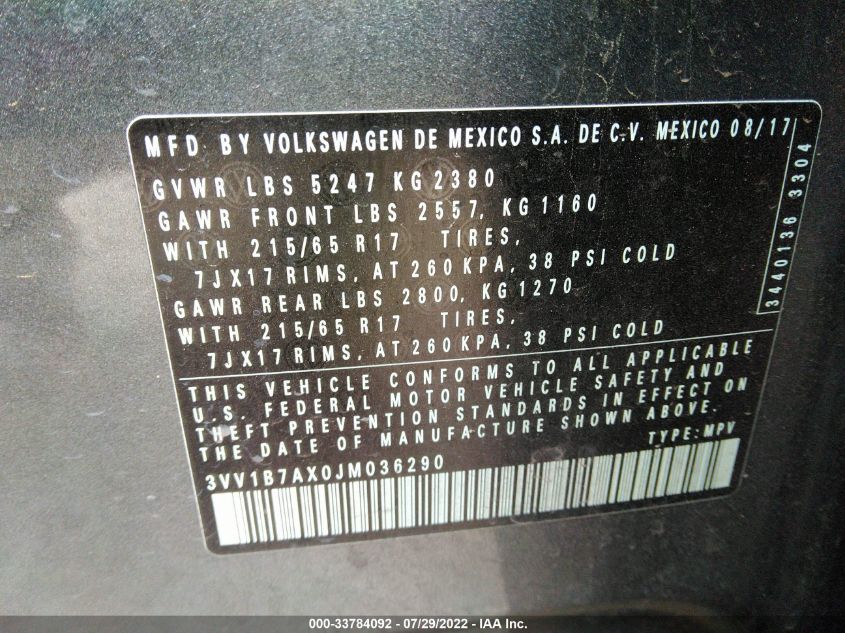 MFD BY VOLKSWAGEN DE MEXICO S.A. DE C.V. MEXICO 08/17
GVWR LBS 5247 KG 2380
GAWR FRONT LBS 2557, KG 1160
WITH 215/65 R17 TIRES,
7JX17 RIMS, AT 260 KPA, 38 PSI COLD
GAWR REAR LBS 2800, KG 1270
WITH 215/65 R17 TIRES,
7JX17 RIMS, AT 260 KPA, 38 PSI COLD
3440136 3304
THIS VEHICLE CONFORMS TO ALL APPLICABLE
U.S. FEDERAL MOTOR VEHICLE SAFETY AND
THEFT PREVENTION STANDARDS IN EFFECT ON
THE DATE OF MANUFACTURE SHOWN ABOVE.
TYPE: MPV
3VV1B7AX0JM036290
000-33784092 - 07/29/2022 - IAA Inc.